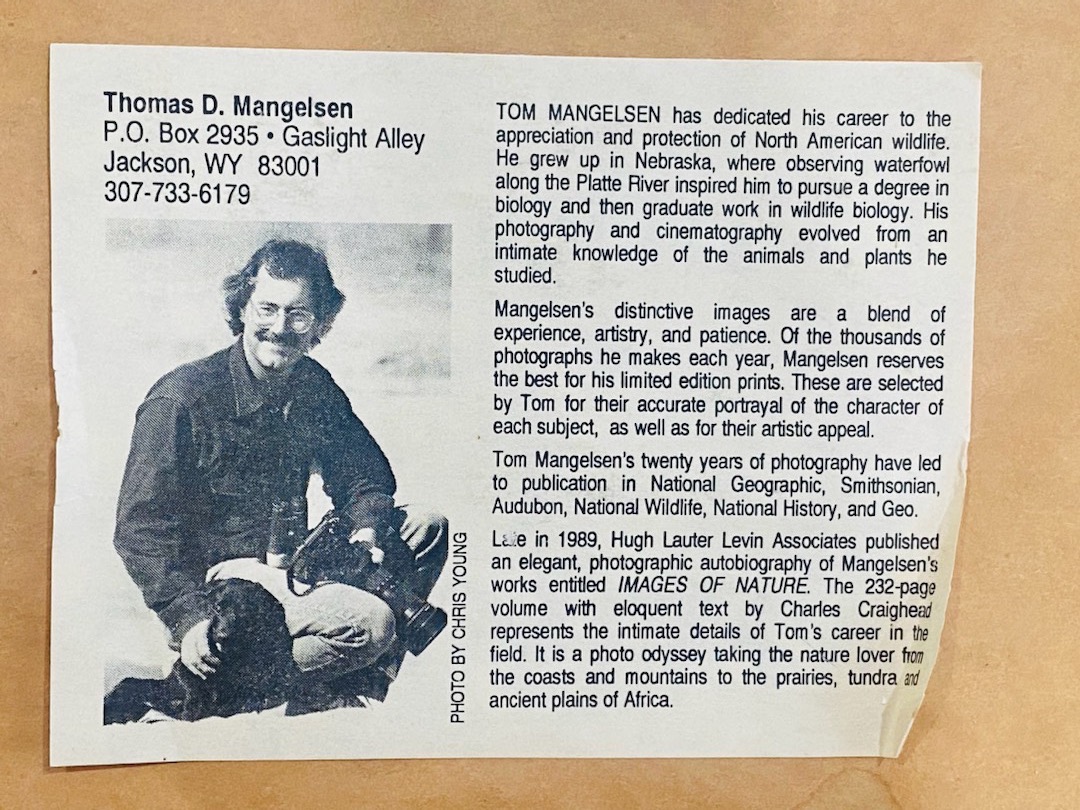 Thomas D. Mangelsen
P.O. Box 2935 • Gaslight Alley
Jackson, WY 83001
307-733-6179
PHOTO BY CHRIS YOUNG
TOM MANGELSEN has dedicated his career to the
appreciation and protection of North American wildlife.
He grew up in Nebraska, where observing waterfowl
along the Platte River inspired him to pursue a degree in
biology and then graduate work in wildlife biology. His
photography and cinematography evolved from an
intimate knowledge of the animals and plants he
studied.
Mangelsen's distinctive images are a blend of
experience, artistry, and patience. Of the thousands of
photographs he makes each year, Mangelsen reserves
the best for his limited edition prints. These are selected
by Tom for their accurate portrayal of the character of
each subject, as well as for their artistic appeal.
Tom Mangelsen's twenty years of photography have led
to publication in National Geographic, Smithsonian,
Audubon, National Wildlife, National History, and Geo.
Late in 1989, Hugh Lauter Levin Associates published
an elegant, photographic autobiography of Mangelsen's
works entitled IMAGES OF NATURE. The 232-page
volume with eloquent text by Charles Craighead
represents the intimate details of Tom's career in the
field. It is a photo odyssey taking the nature lover from
the coasts and mountains to the prairies, tundra and
ancient plains of Africa.